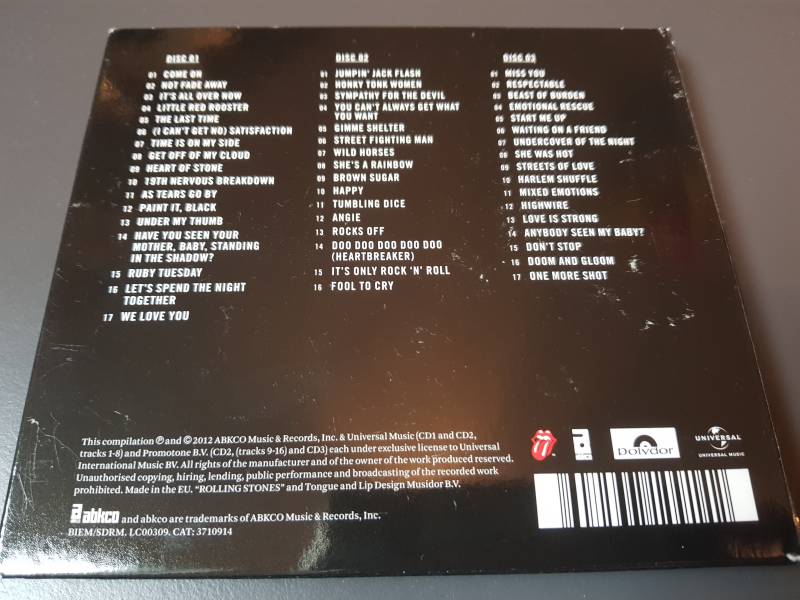 DISC 01
01 COME ON
02 NOT FADE AWAY
03 IT'S ALL OVER NOW
04 LITTLE RED ROOSTER
05 THE LAST TIME
06 (I CAN'T GET NO) SATISFACTION
07 TIME IS ON MY SIDE
08 GET OFF OF MY CLOUD
09 HEART OF STONE
10 19TH NERVOUS BREAKDOWN
11 AS TEARS GO BY
12 PAINT IT, BLACK
13 UNDER MY THUMB
14 HAVE YOU SEEN YOUR
MOTHER, BABY, STANDING
IN THE SHADOW?
15 RUBY TUESDAY
16 LET'S SPEND THE NIGHT
TOGETHER
17 WE LOVE YOU
DISC 02
01 JUMPIN' JACK FLASH
02 HONKY TONK WOMEN
03 SYMPATHY FOR THE DEVIL
04 YOU CAN'T ALWAYS GET WHAT
YOU WANT
05 GIMME SHELTER
06 STREET FIGHTING MAN
07 WILD HORSES
08 SHE'S A RAINBOW
09 BROWN SUGAR
10 HAPPY
11 TUMBLING DICE
12 ANGIE
13 ROCKS OFF
14 DOO DOO DOO DOO DOO
(HEARTBREAKER)
15 IT'S ONLY ROCK 'N' ROLL
16 FOOL TO CRY
DISC 03
01 MISS YOU
02 RESPECTABLE
03 BEAST OF BURDEN
04 EMOTIONAL RESCUE
05 START ME UP
06 WAITING ON A FRIEND
07 UNDERCOVER OF THE NIGHT
08 SHE WAS HOT
09 STREETS OF LOVE
10 HARLEM SHUFFLE
11 MIXED EMOTIONS
12 HIGHWIRE
13 LOVE IS STRONG
14 ANYBODY SEEN MY BABY?
15 DON'T STOP
16 DOOM AND GLOOM
17 ONE MORE SHOT
This compilation ℗ and © 2012 ABKCO Music & Records, Inc. & Universal Music (CD1 and CD2,
tracks 1-8) and Promotone B.V. (CD2, (tracks 9-16) and CD3) each under exclusive license to Universal
International Music BV. All rights of the manufacturer and of the owner of the work produced reserved.
Unauthorised copying, hiring, lending, public performance and broadcasting of the recorded work
prohibited. Made in the EU. "ROLLING STONES" and Tongue and Lip Design Musidor B.V.
abkco and abkco are trademarks of ABKCO Music & Records, Inc.
BIEM/SDRM. LC00309. CAT: 3710914
Polydor
UNIVERSAL
UNIVERSAL MUSIC